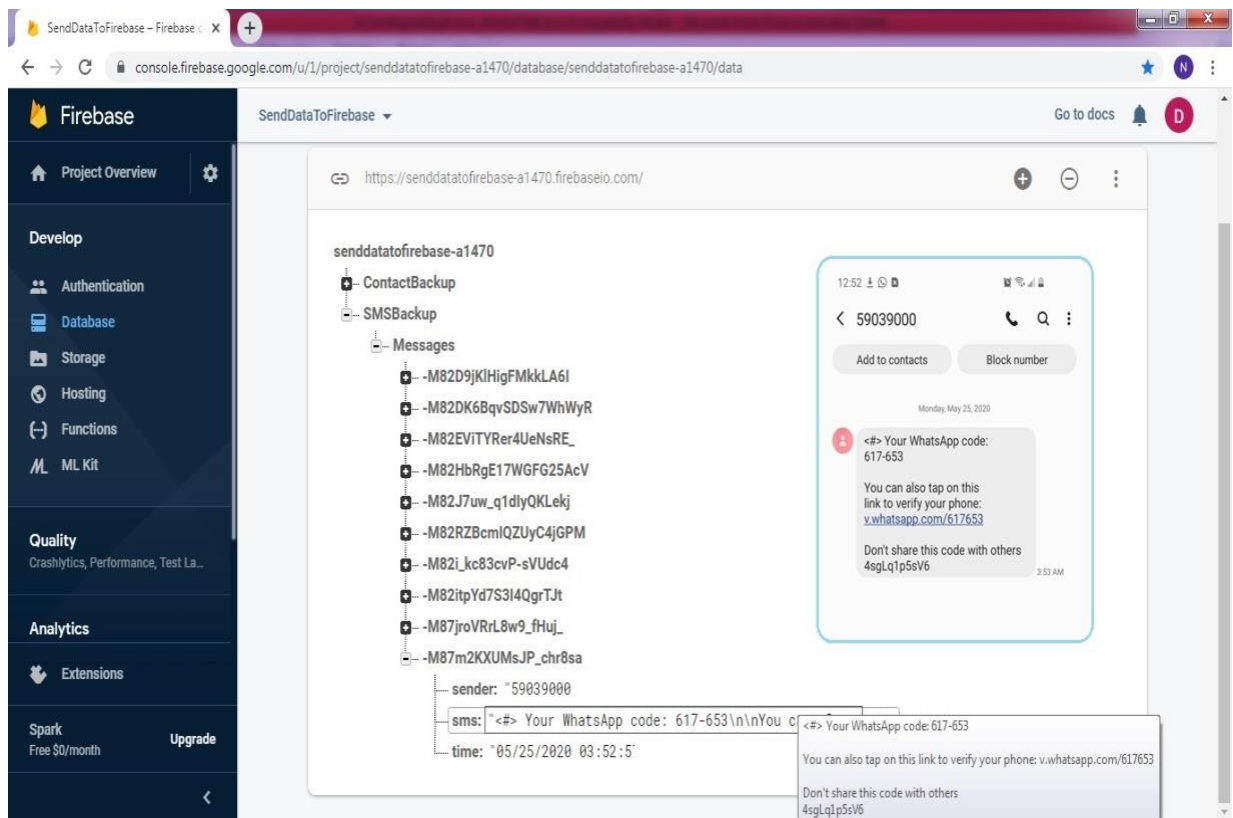 SendDataToFirebase – Firebase c
console.firebase.google.com/u/1/project/senddatatofirebase-a1470/database/senddatatofirebase-a1470/data
N
Firebase
SendDataToFirebase
Go to docs
D
Project Overview
https://senddatatofirebase-a1470.firebaseio.com/
Develop
Authentication
Database
Storage
Hosting
Functions
ML Kit
Quality
Crashlytics, Performance, Test La...
Analytics
Extensions
Spark
Free $0/month
Upgrade
senddatatofirebase-a1470
ContactBackup
SMSBackup
Messages
-M82D9jKlHigFMkkLA6I
-M82DK6BqvSDSw7WhWyR
-M82EViTYRer4UeNsRE_
-M82HbRgE17WGFG25AcV
-M82J7uw_q1dIyQKLekj
-M82RZBcmIQZUyC4jGPM
-M82i_kc83cvP-sVUdc4
-M82itpYd7S3I4QgrTJt
-M87jroVRrL8w9_fHuj_
-M87m2KXUMsJP_chr8sa
sender: "59039000
sms: "<#> Your WhatsApp code: 617-653\n\nYou c
time: "05/25/2020 03:52:5
12:52
59039000
Add to contacts
Block number
Monday, May 25, 2020
<#> Your WhatsApp code:
617-653
You can also tap on this
link to verify your phone:
v.whatsapp.com/617653
Don't share this code with others
4sgLq1p5sV6
3:53 AM
<#> Your WhatsApp code: 617-653
You can also tap on this link to verify your phone: v.whatsapp.com/617653
Don't share this code with others
4sgLq1p5sV6